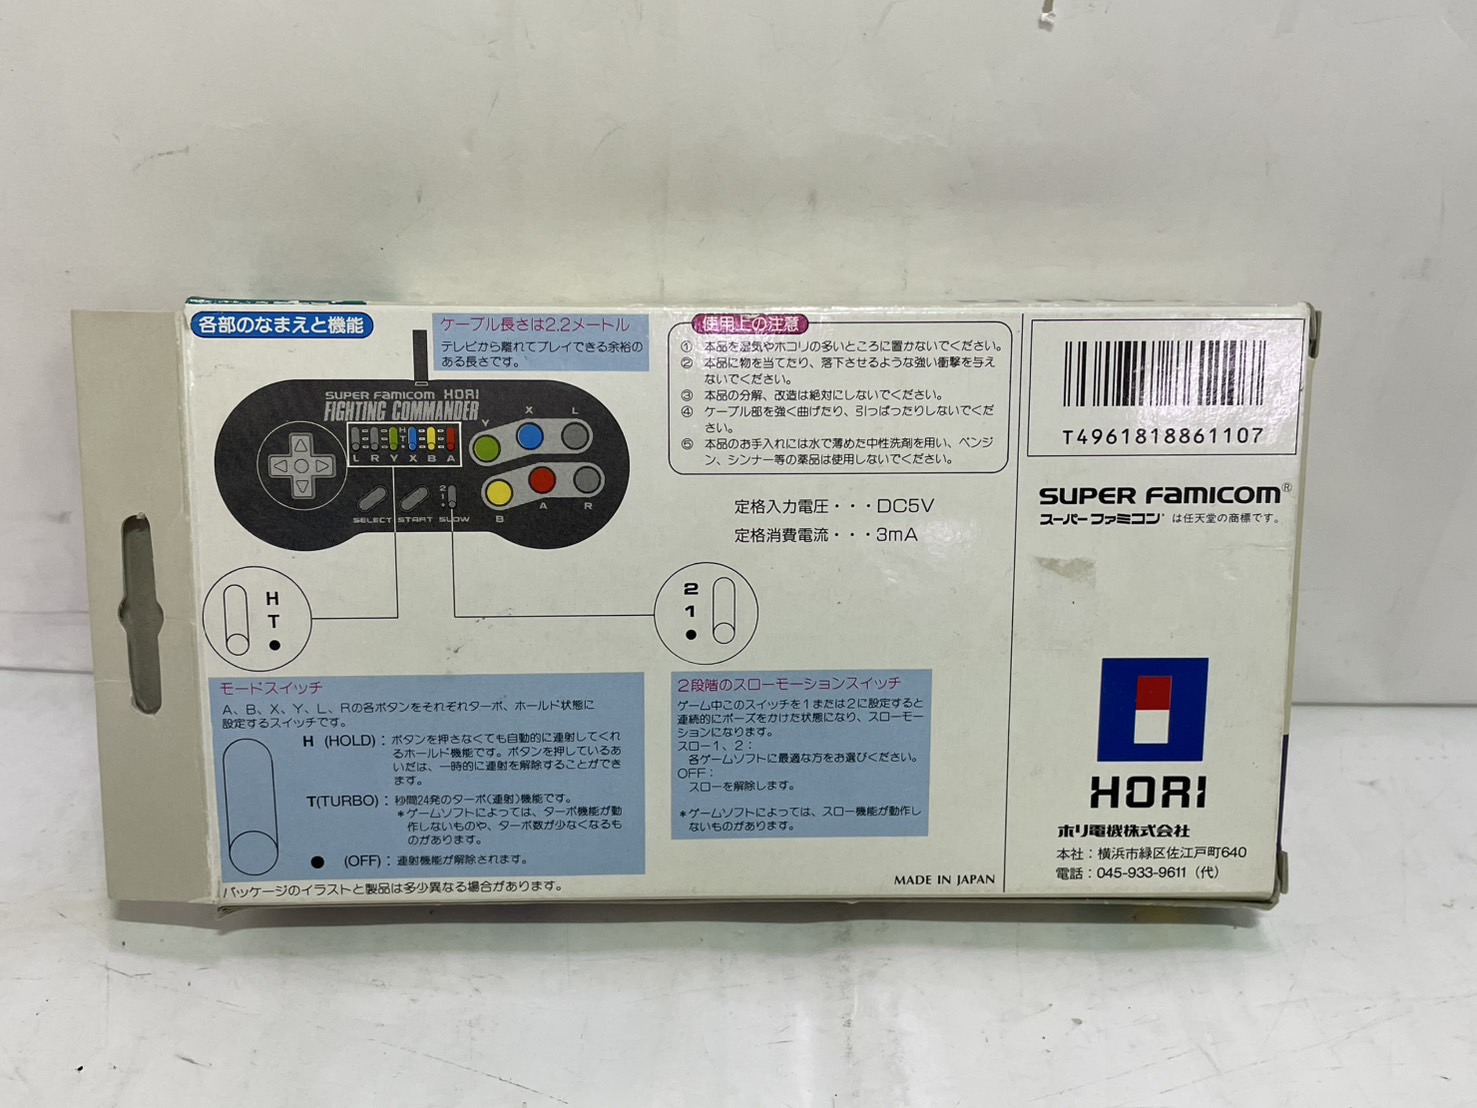 各部のなまえと機能
ケーブル長さは2.2メートル
テレビから離れてプレイできる余裕の
ある長さです。
SUPER FAMICOM HORI
FIGHTING COMMANDER
H
T
L R Y X B A
Y
X
L
B
A
R
2
1
SELECT START SLOW
H
T
●
2
1
●
モードスイッチ
A、B、X、Y、L、Rの各ボタンをそれぞれターボ、ホールド状態に
設定するスイッチです。
H (HOLD)：ボタンを押さなくても自動的に連射してくれ
るホールド機能です。ボタンを押しているあ
いだは、一時的に連射を解除することができ
ます。
T(TURBO)：秒間24発のターボ(連射)機能です。
＊ゲームソフトによっては、ターボ機能が動
作しないものや、ターボ数が少なくなるも
のがあります。
● (OFF)：連射機能が解除されます。
パッケージのイラストと製品は多少異なる場合があります。
使用上の注意
① 本品を湿気やホコリの多いところに置かないでください。
② 本品に物を当てたり、落下させるような強い衝撃を与え
ないでください。
③ 本品の分解、改造は絶対にしないでください。
④ ケーブル部を強く曲げたり、引っぱったりしないでくだ
さい。
⑤ 本品のお手入れには水で薄めた中性洗剤を用い、ベンジ
ン、シンナー等の薬品は使用しないでください。
定格入力電圧・・・DC5V
定格消費電流・・・3mA
2段階のスローモーションスイッチ
ゲーム中このスイッチを1または2に設定すると
連続的にポーズをかけた状態になり、スローモー
ションになります。
スロー1、2：
各ゲームソフトに最適な方をお選びください。
OFF：
スローを解除します。
＊ゲームソフトによっては、スロー機能が動作し
ないものがあります。
MADE IN JAPAN
T4961818861107
SUPER FAMICOM®
スーパーファミコン は任天堂の商標です。
HORI
ホリ電機株式会社
本社：横浜市緑区佐江戸町640
電話：045-933-9611（代）